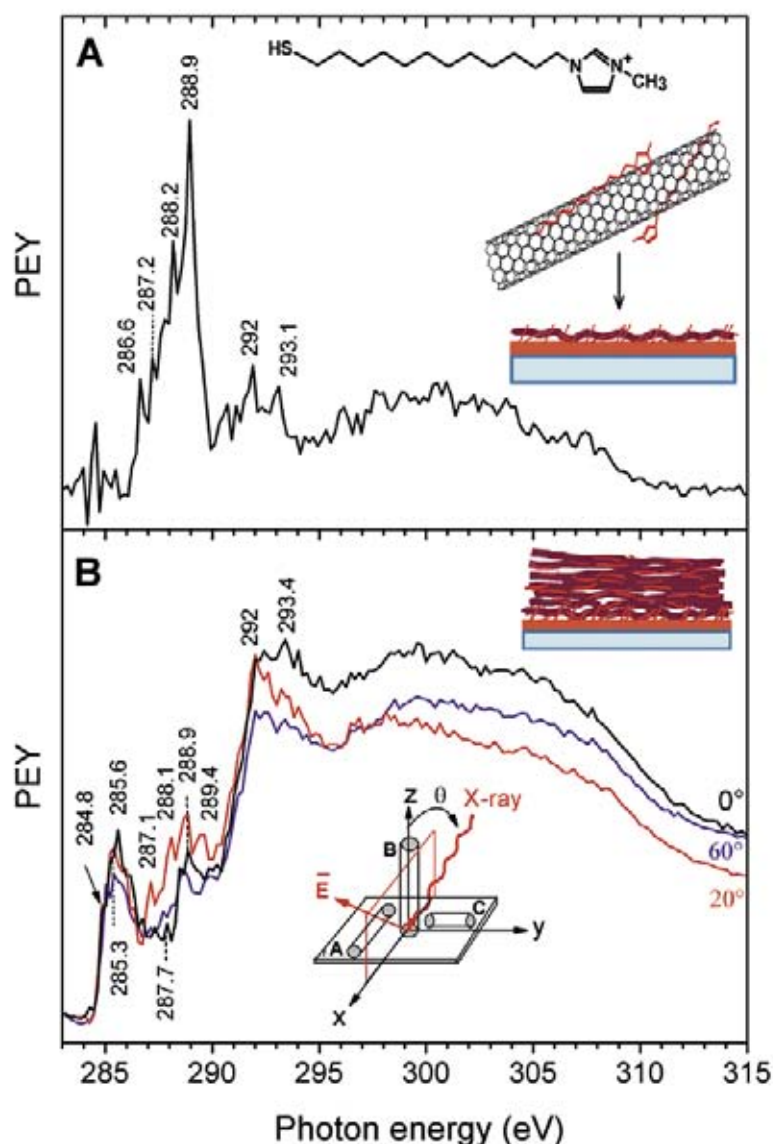 A
HS
N
N
+
CH3
286.6
287.2
288.2
288.9
292
293.1
PEY
B
284.8
285.6
285.3
287.1
287.7
288.1
288.9
289.4
292
293.4
0°
60°
20°
Z
θ
X-ray
B
E
A
C
y
X
PEY
285 290 295 300 305 310 315
Photon energy (eV)